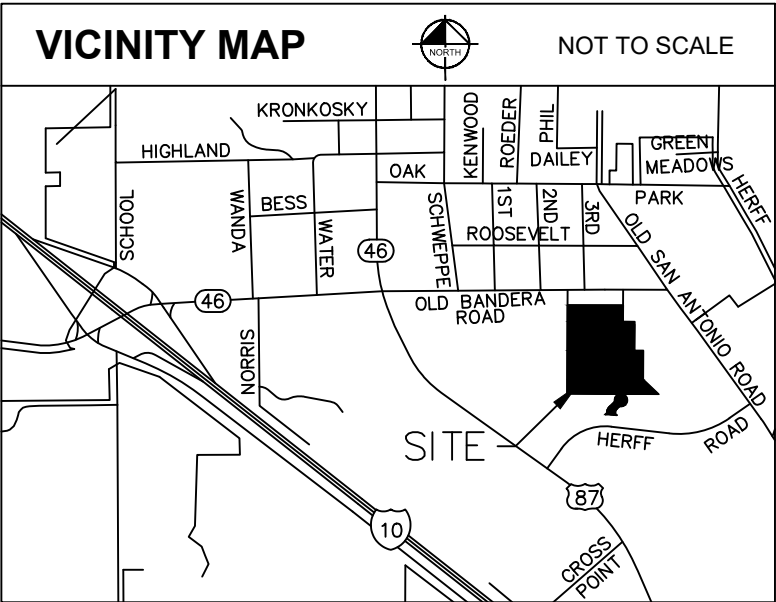 VICINITY MAP
NORTH
NOT TO SCALE
KRONKOSKY
KENWOOD
ROEDER
PHIL
DAILEY
GREEN
MEADOWS
HERFF
HIGHLAND
OAK
PARK
SCHOOL
WANDA
BESS
WATER
46
SCHWEPPE
1ST
2ND
3RD
ROOSEVELT
OLD SAN ANTONIO ROAD
46
OLD BANDERA
ROAD
NORRIS
SITE
HERFF
ROAD
87
10
CROSS
POINT